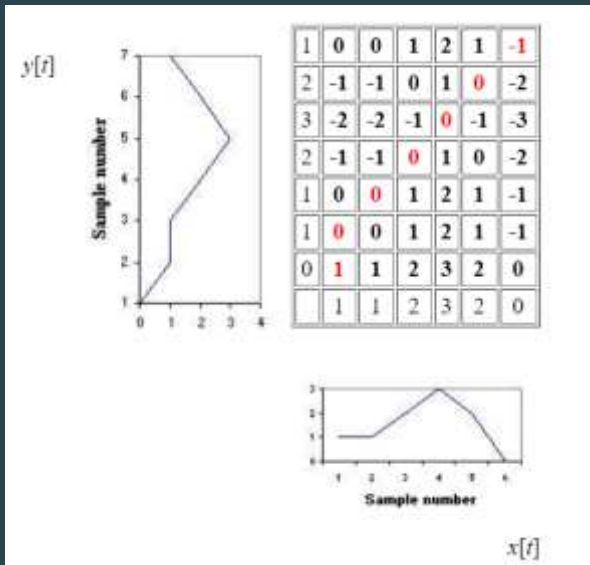 y[t]
7
6
5
4
3
2
1
Sample number
0 1 2 3 4
1 0 0 1 2 1 -1
2 -1 -1 0 1 0 -2
3 -2 -2 -1 0 -1 -3
2 -1 -1 0 1 0 -2
1 0 0 1 2 1 -1
1 0 0 1 2 1 -1
0 1 1 2 3 2 0
1 1 2 3 2 0
3
2
1
0
1 2 3 4 5 6
Sample number
x[t]